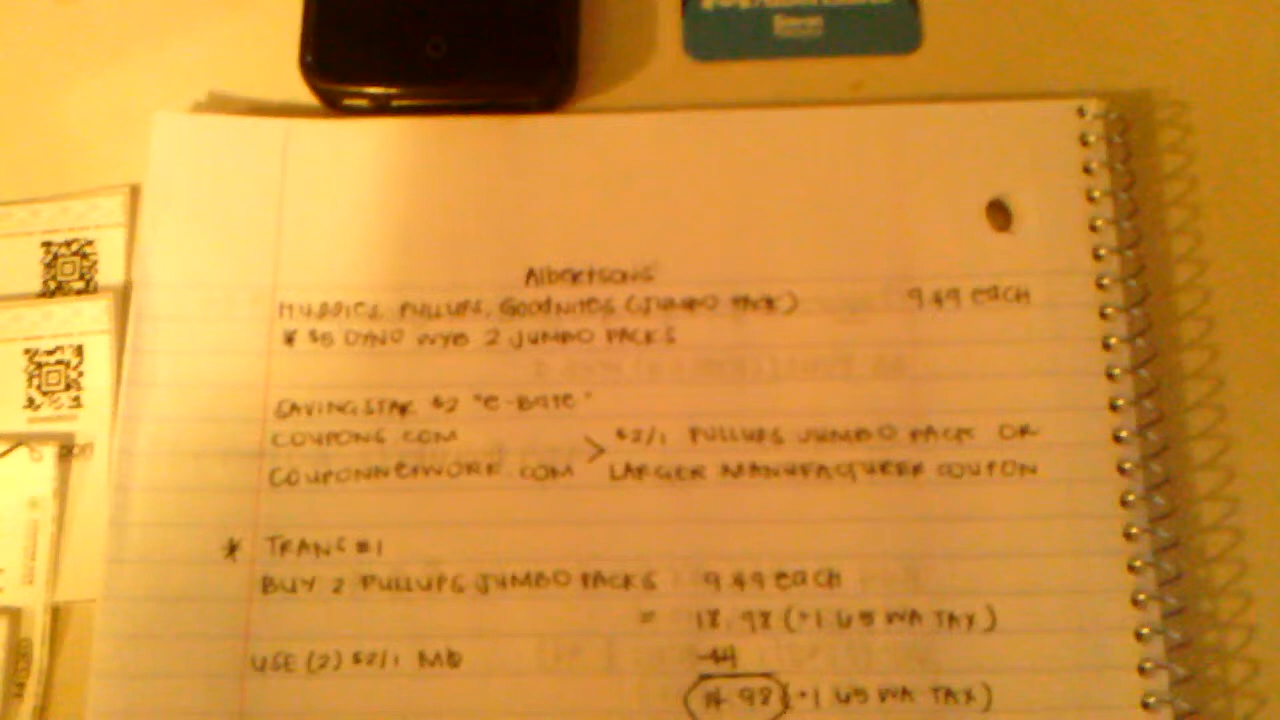 Albertsons
HUGGIES, PULLUPS, GOODNITES (JUMBO PACK) 9.49 each
* $5 OYNO WYB 2 JUMBO PACKS
SAVINGSTAR $2 "e-Bate"
COUPONS.COM > $2/1 PULLUPS JUMBO PACK OR
COUPONNETWORK.COM LARGER MANUFACTURER COUPON
* TRANS #1
BUY 2 PULLUPS JUMBO PACKS 9.49 each
= 18.98 (+1.65 WA TAX)
USE (2) $2/1 MQ -$4
14.98 (+1.65 WA TAX)